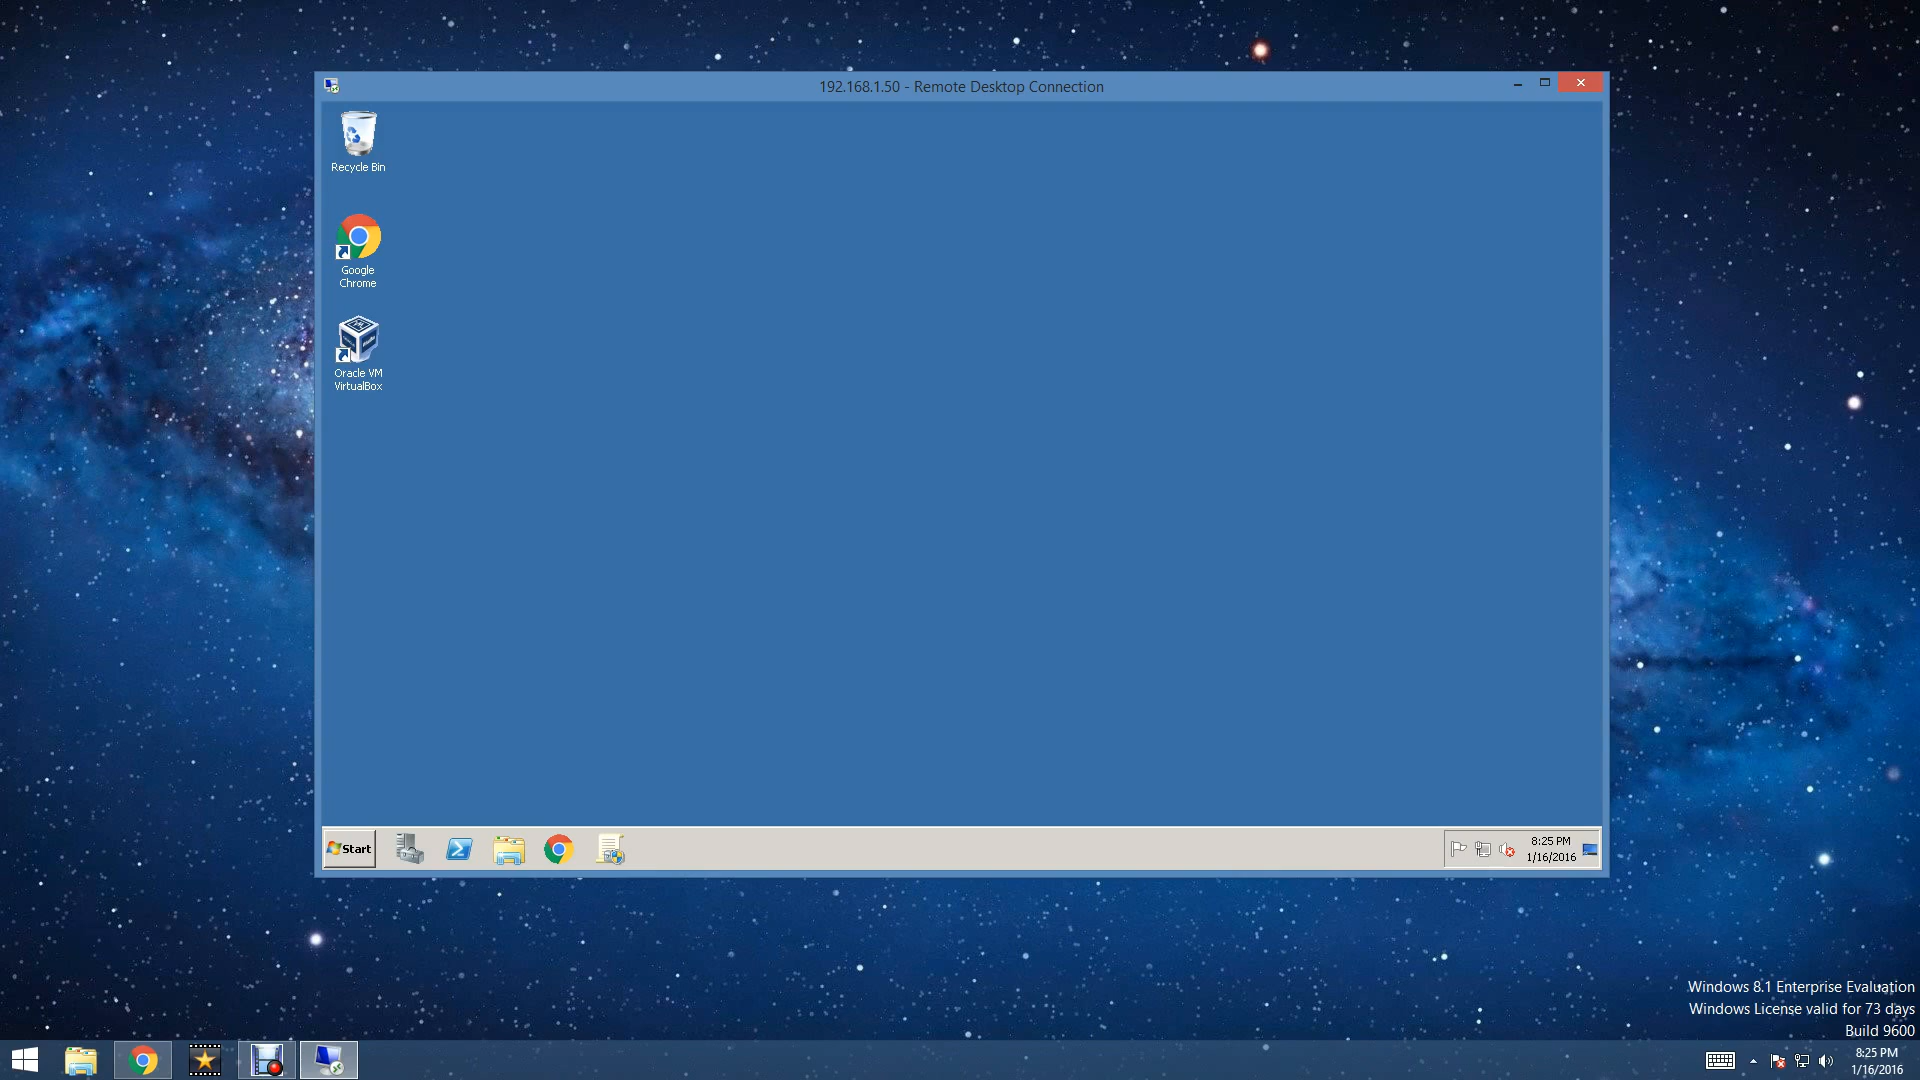 192.168.1.50 - Remote Desktop Connection
Recycle Bin
Google
Chrome
Oracle VM
VirtualBox
Start
8:25 PM
1/16/2016
Windows 8.1 Enterprise Evaluation
Windows License valid for 73 days
Build 9600
8:25 PM
1/16/2016